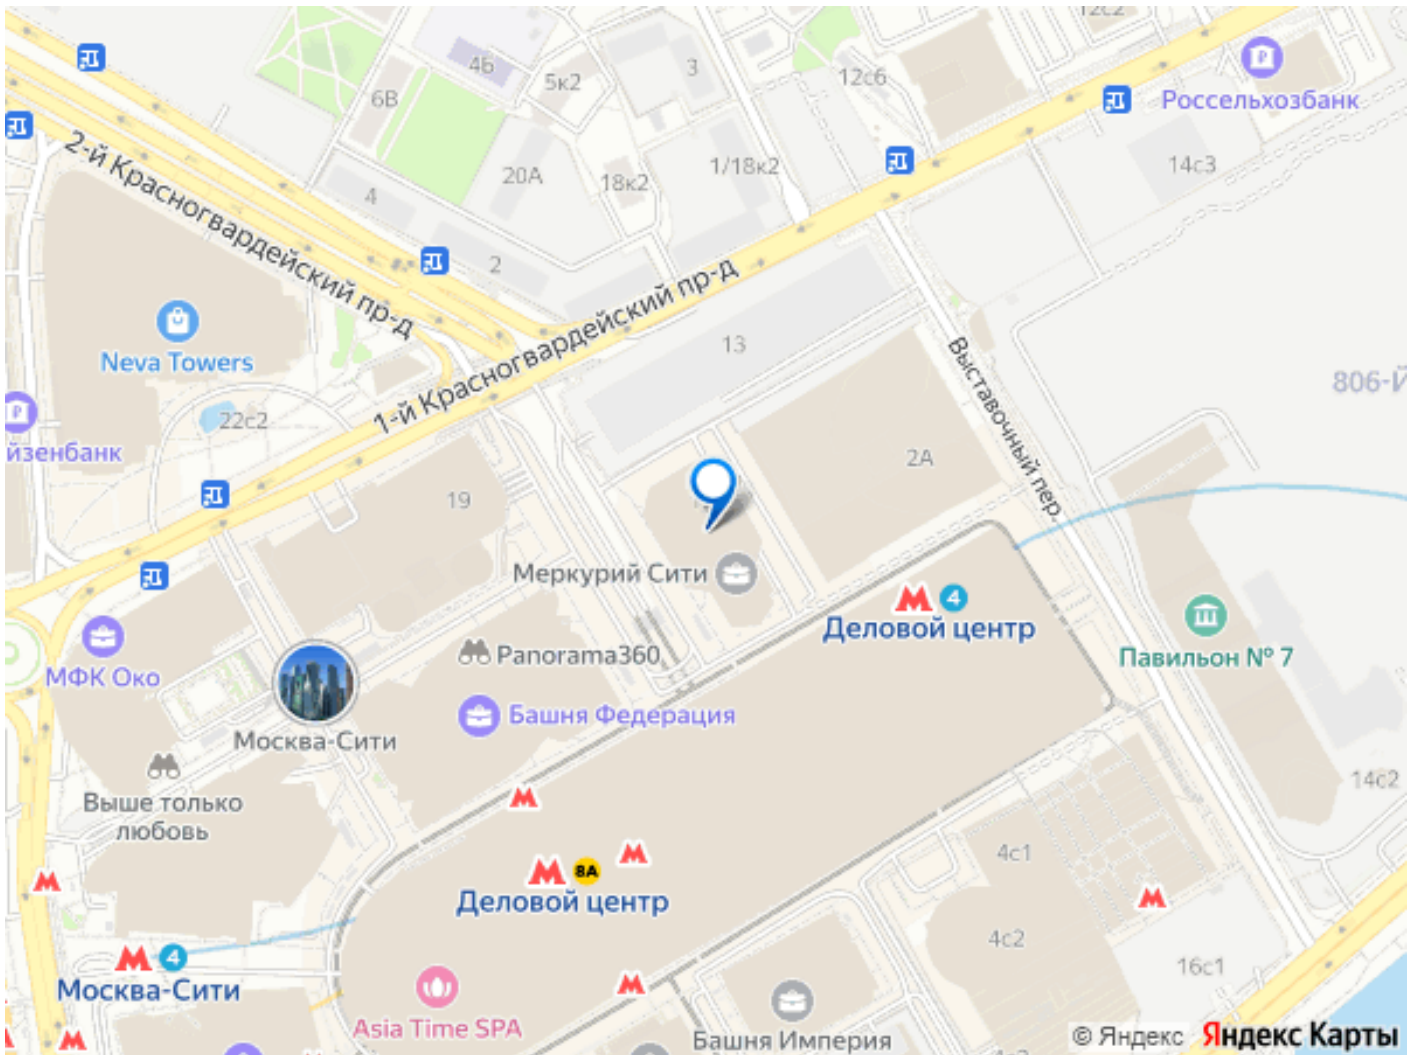 12с2
4Б
3
5к2
12с6
6В
Россельхозбанк
2-й Красногвардейский пр-д
20А
18к2
1/18к2
14с3
4
2
1-й Красногвардейский пр-д
13
Выставочный пер.
Neva Towers
806-й
22с2
йзенбанк
2А
19
Меркурий Сити
4
Деловой центр
Panorama360
Павильон № 7
МФК Око
Башня Федерация
Москва-Сити
14с2
Выше только
любовь
4с1
8А
Деловой центр
4с2
4
Москва-Сити
16с1
Asia Time SPA
Башня Империя
© Яндекс Яндекс Карты